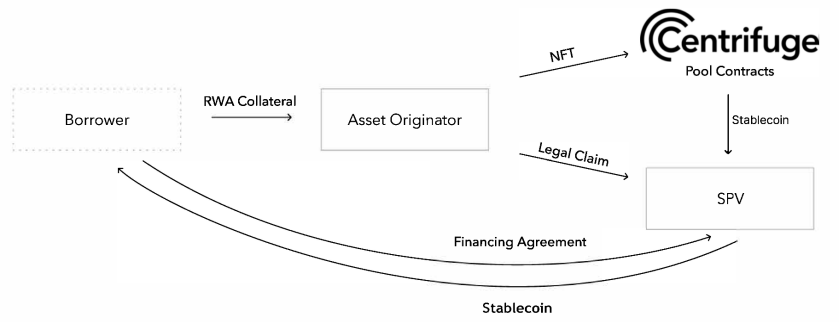 Centrifuge
NFT
Pool Contracts
RWA Collateral
Borrower
Asset Originator
Stablecoin
Legal Claim
SPV
Financing Agreement
Stablecoin